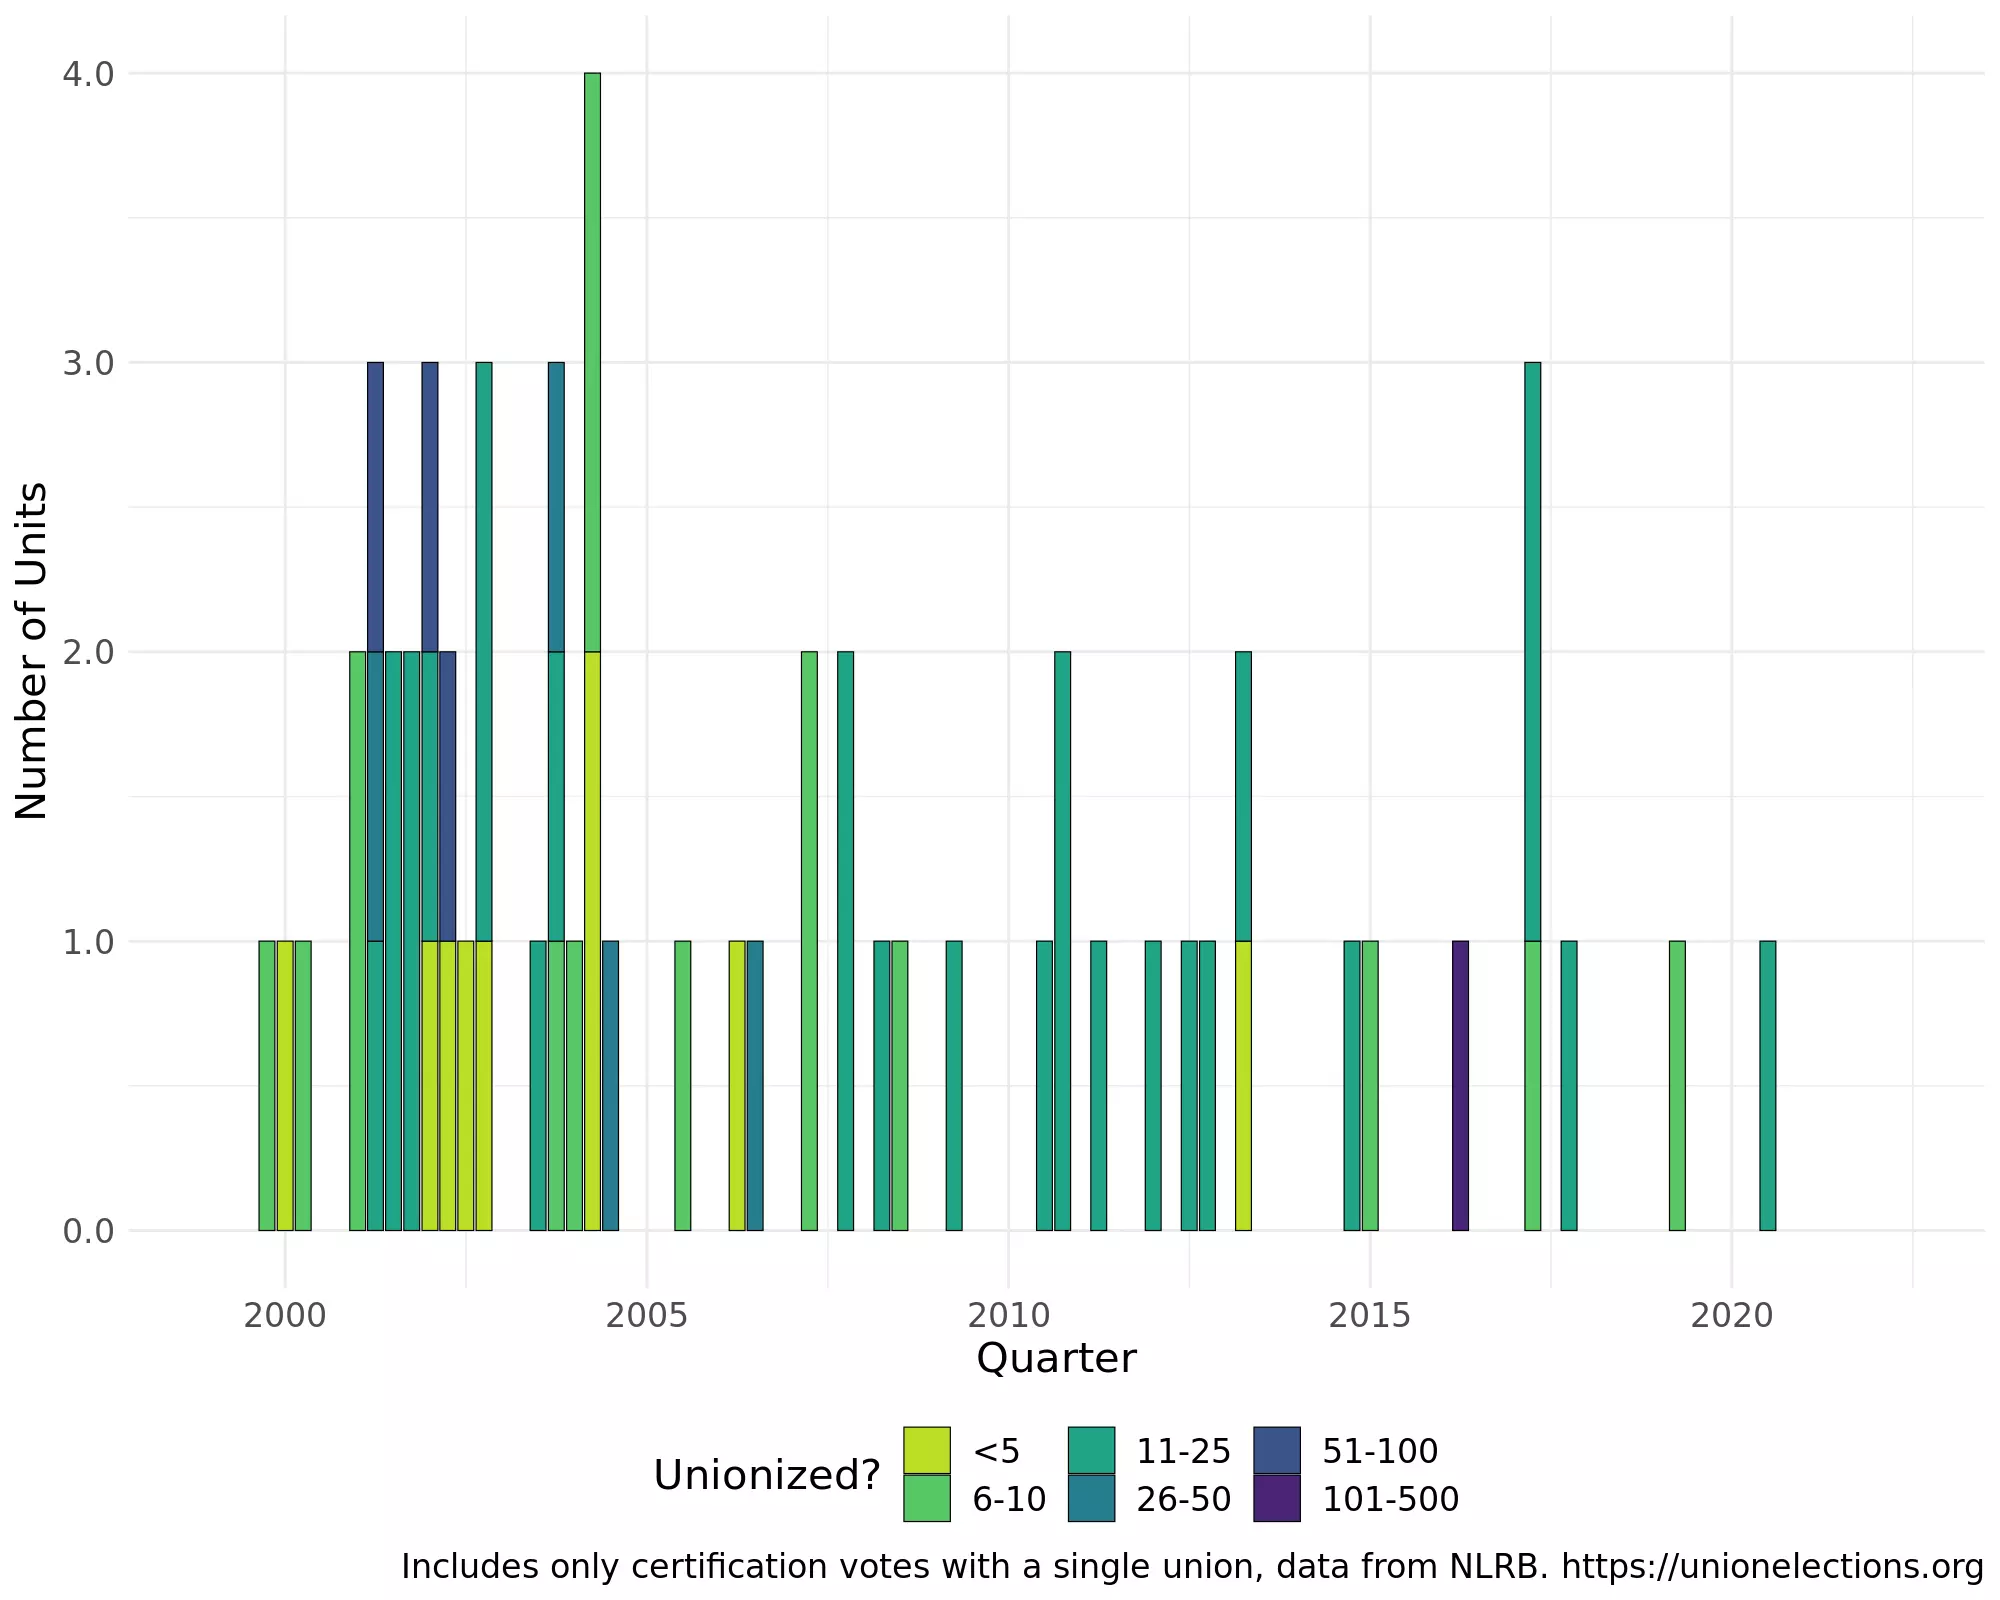 4.0
3.0
2.0
1.0
0.0
Number of Units
2000 2005 2010 2015 2020
Quarter
Unionized?
<5 11-25 51-100
6-10 26-50 101-500
Includes only certification votes with a single union, data from NLRB. https://unionelections.org